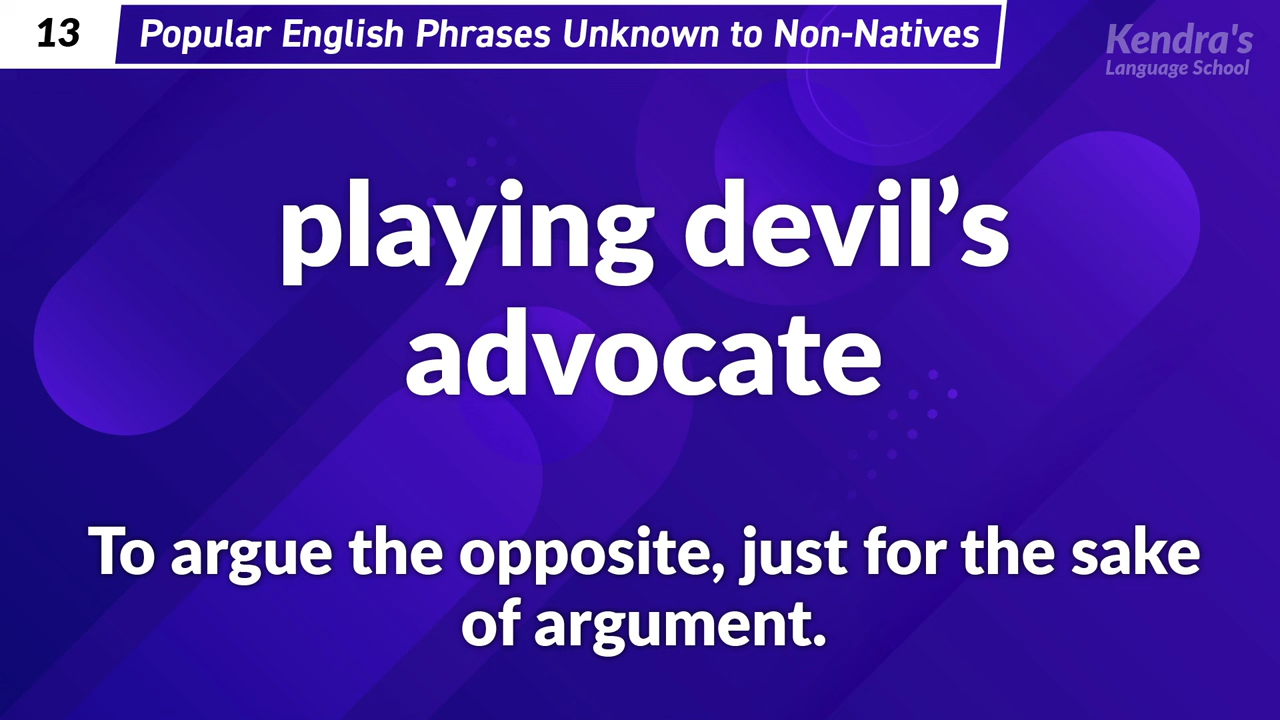 13
Popular English Phrases Unknown to Non-Natives
Kendra's
Language School
playing devil’s
advocate
To argue the opposite, just for the sake
of argument.